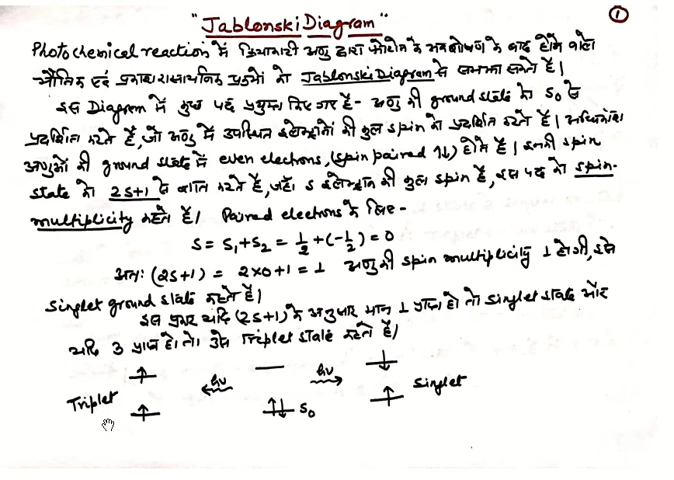 ①
"Jablonski Diagram"
Photochemical reaction में क्रियाकारी अणु द्वारा फोटोन के अवशोषण के बाद होने वाले
भौतिक एवं प्रकाश रासायनिक प्रक्रमों को Jablonski Diagram से समझा सकते हैं।
इस Diagram में कुछ पद प्रयुक्त किए गए हैं - अणु की ground state को S₀ से
प्रदर्शित करते हैं, जो अणु में उपस्थित इलेक्ट्रॉनों की कुल spin को प्रदर्शित करते हैं। अधिकांश
अणुओं की ground state में even electrons, (spin paired ↑↓) होते हैं। इनकी spin
state को 2S+1 से ज्ञात करते हैं, जहाँ S इलेक्ट्रॉन की कुल spin है, इस पद को spin-
multiplicity कहते हैं। Paired electrons के लिए -
S = S₁+S₂ = 1/2 + (-1/2) = 0
अतः (2S+1) = 2x0+1 = 1 अणु की spin multiplicity 1 होगी, इसे
Singlet ground state कहते हैं।
इस प्रकार यदि (2S+1) के अनुसार मान 1 प्राप्त हो तो Singlet state और
यदि 3 प्राप्त हो तो उसे Triplet state कहते हैं।
hν hν
Triplet S₀ Singlet